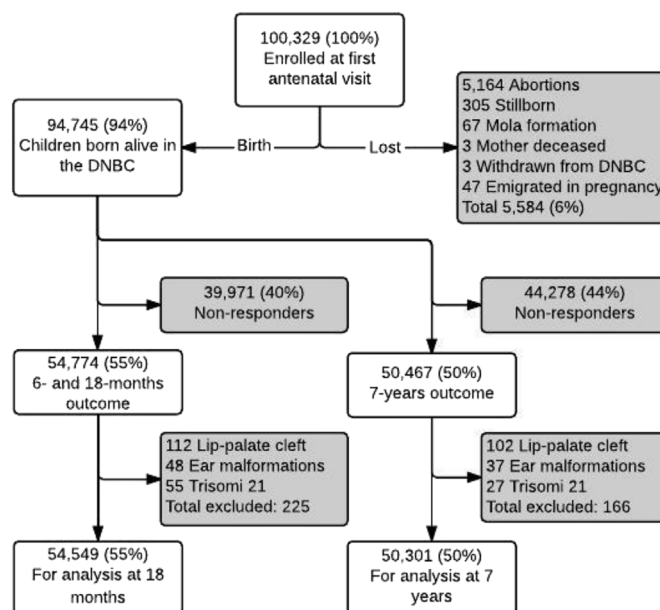 100,329 (100%)
Enrolled at first
antenatal visit
5,164 Abortions
305 Stillborn
67 Mola formation
3 Mother deceased
3 Withdrawn from DNBC
47 Emigrated in pregnancy
Total 5,584 (6%)
94,745 (94%)
Children born alive in
the DNBC
Birth
Lost
39,971 (40%)
Non-responders
44,278 (44%)
Non-responders
54,774 (55%)
6- and 18-months
outcome
50,467 (50%)
7-years outcome
112 Lip-palate cleft
48 Ear malformations
55 Trisomi 21
Total excluded: 225
102 Lip-palate cleft
37 Ear malformations
27 Trisomi 21
Total excluded: 166
54,549 (55%)
For analysis at 18
months
50,301 (50%)
For analysis at 7
years